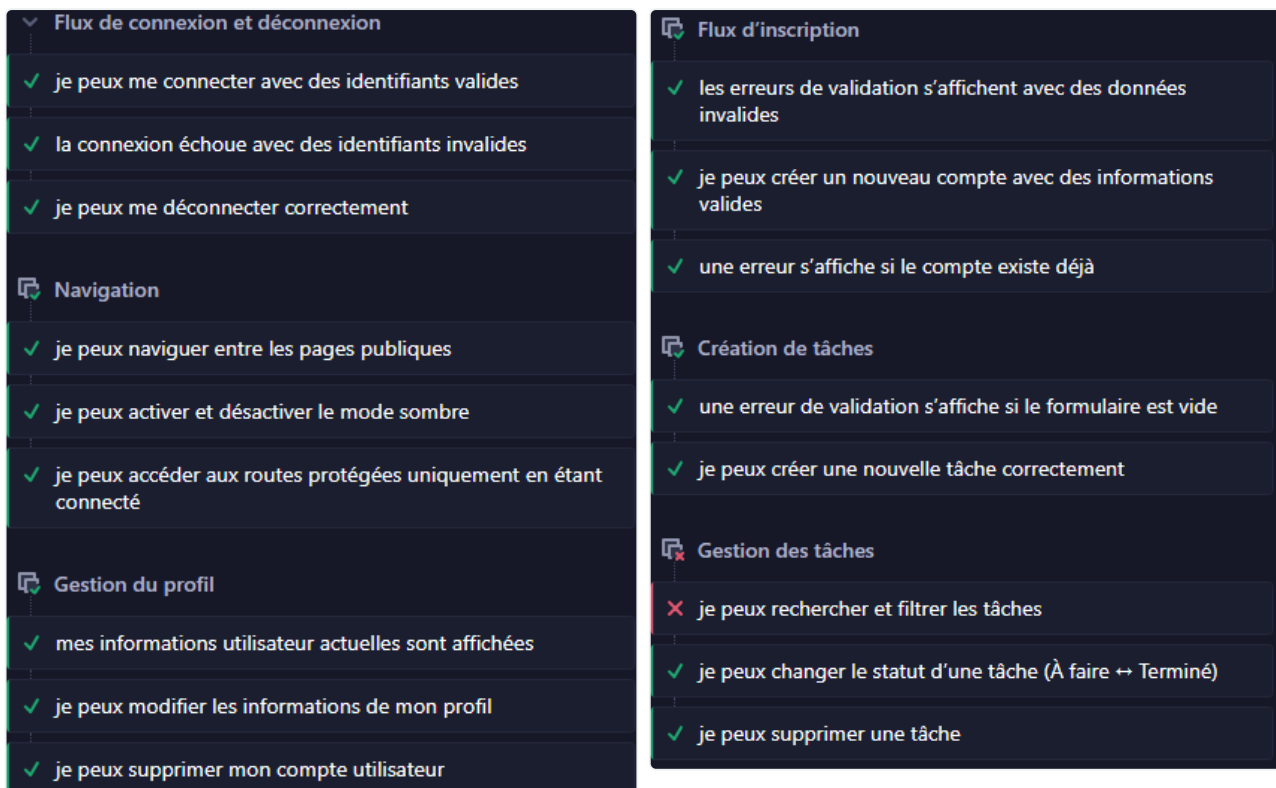 Flux de connexion et déconnexion
je peux me connecter avec des identifiants valides
la connexion échoue avec des identifiants invalides
je peux me déconnecter correctement
Navigation
je peux naviguer entre les pages publiques
je peux activer et désactiver le mode sombre
je peux accéder aux routes protégées uniquement en étant
connecté
Gestion du profil
mes informations utilisateur actuelles sont affichées
je peux modifier les informations de mon profil
je peux supprimer mon compte utilisateur
Flux d’inscription
les erreurs de validation s’affichent avec des données
invalides
je peux créer un nouveau compte avec des informations
valides
une erreur s’affiche si le compte existe déjà
Création de tâches
une erreur de validation s’affiche si le formulaire est vide
je peux créer une nouvelle tâche correctement
Gestion des tâches
je peux rechercher et filtrer les tâches
je peux changer le statut d’une tâche (À faire ↔ Terminé)
je peux supprimer une tâche